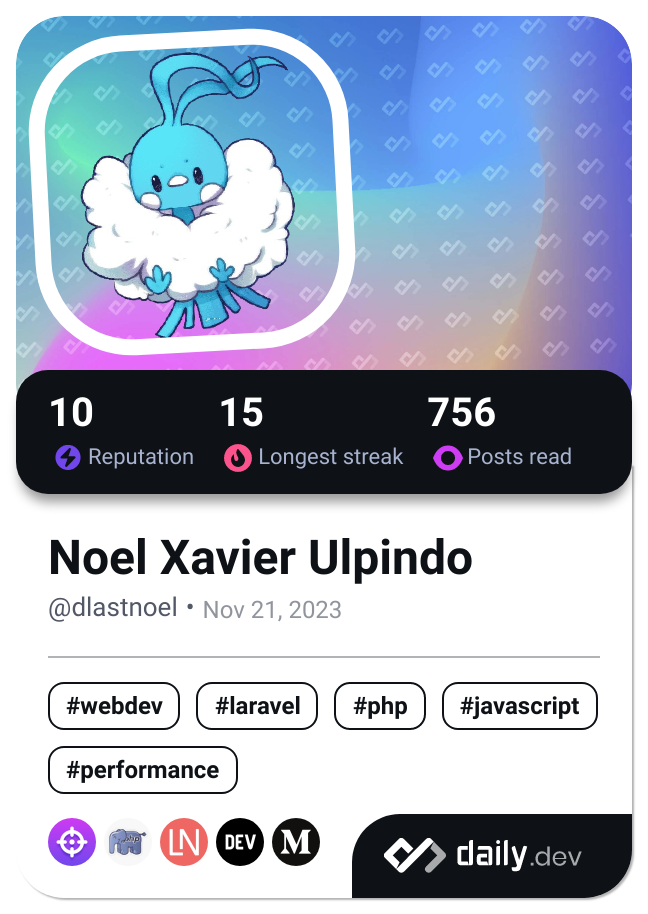 10 15 756
Reputation Longest streak Posts read
Noel Xavier Ulpindo
@dlastnoel • Nov 21, 2023
#webdev #laravel #php #javascript
#performance
php LN DEV M
daily.dev